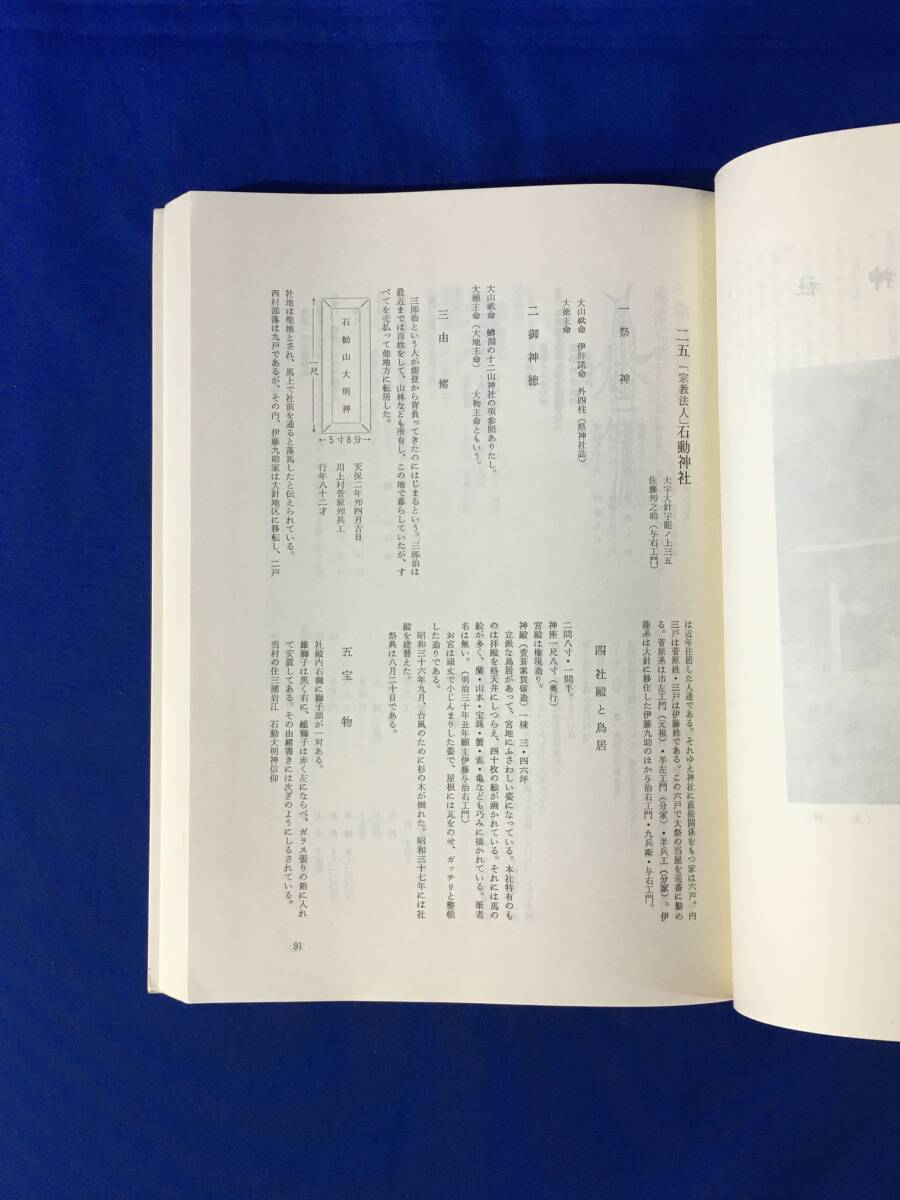 二五、「宗教法人」石動神社
大字大針字龍ノ上三五
佐藤知之助(与右エ門)
一 祭神
大山祇命 伊弉諾命 外四柱(県神社誌)
大徳主命
二 御神徳
大山祇命 鱒淵の十二山神社の項参照ありたし。
大徳主命(大地主命) 大物主命ともいう。
三 由緒
三郎治という人が能登から背負ってきたのにはじまるという。三郎治は
最近までは百姓をして、山林なども所有し、この地で暮らしていたが、す
べてを売払って他地方に転居した。
石動山大明神
一尺
5寸8分
天保二年卯四月吉日
川上村菅原卯兵エ
行年八十二才
社地は聖地とされ、馬上で社前を通ると落馬したと伝えられている。
西村部落は九戸であるが、その内、伊藤九助家は大針地区に移転し、二戸
は近年住居した人達である。それゆえ神社に直接関係をもつ家は六戸。内
三戸は菅原姓・三戸は伊藤姓である。この六戸で大祭の当屋を巡番に勤め
る。菅原系は市左エ門(元祖)・半左エ門(分家)・半兵エ(分家)・伊
藤系は大針に移住した伊藤九助のほか与治右エ門・九兵衛・与右エ門。
四 社殿と鳥居
二間八寸・一間半。
神座一尺八寸(奥行)
宮殿は権現造り。
神殿(萱葺素賀留造)一棟 三・四六坪
立派な鳥居があって、宮地にふさわしい姿になっている。本社特有のも
のは拝殿を格天井にしつらえ、四十枚の絵が画かれている。それには馬の
絵が多く、蘭・山水・宝珠・蟹・雀・亀なども巧みに描かれている。筆者
名は無い。(明治三十年丑年願主伊藤与治右エ門)
お宮は頑丈で小じんまりした姿で、屋根には瓦をのせ、ガッチリと整頓
した造りである。
昭和三十六年九月、台風のために杉の木が倒れた。昭和三十七年には社
殿を建替えた。
祭典は八月二十日である。
五 宝物
社殿内右側に獅子頭が一対ある。
雄獅子は黒く右に、雌獅子は赤く左にならべ、ガラス張りの箱に入れ
て安置してある。その由緒書きには次ぎのようにしるされている。
当村の住三浦岩江 石動大明神信仰
91
神社